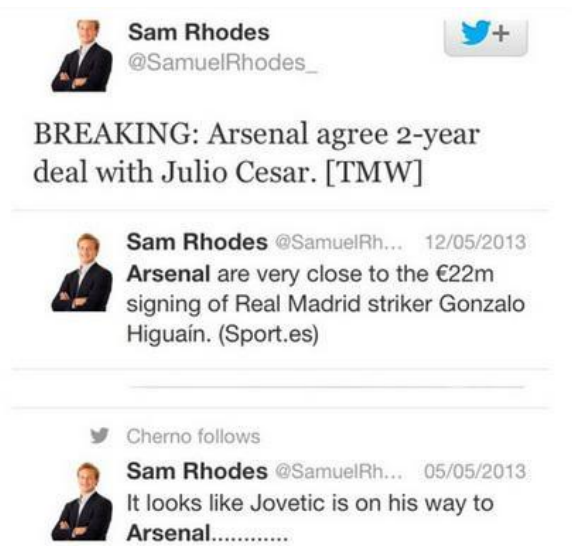 Sam Rhodes
@SamuelRhodes_
BREAKING: Arsenal agree 2-year
deal with Julio Cesar. [TMW]
Sam Rhodes @SamuelRh... 12/05/2013
Arsenal are very close to the €22m
signing of Real Madrid striker Gonzalo
Higuaín. (Sport.es)
Cherno follows
Sam Rhodes @SamuelRh... 05/05/2013
It looks like Jovetic is on his way to
Arsenal............